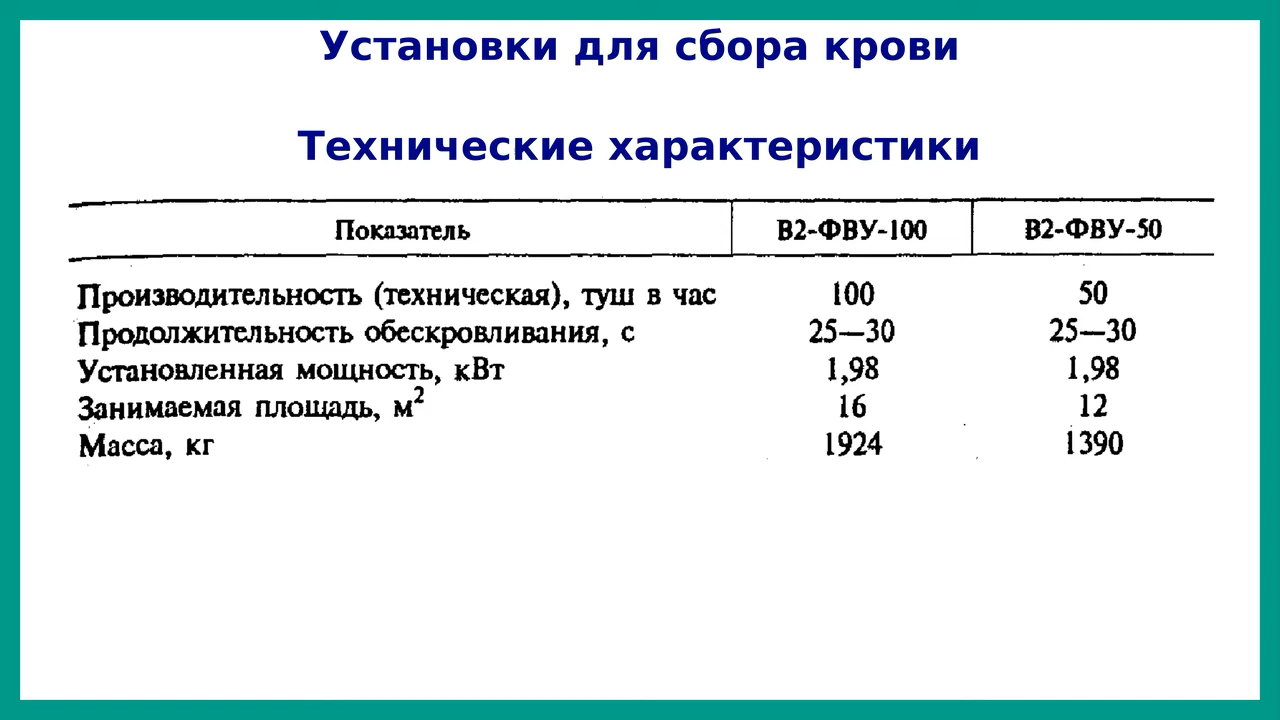 Установки для сбора крови
Технические характеристики
Показатель В2-ФВУ-100 В2-ФВУ-50
Производительность (техническая), туш в час 100 50
Продолжительность обескровливания, с 25—30 25—30
Установленная мощность, кВт 1,98 1,98
Занимаемая площадь, м² 16 12
Масса, кг 1924 1390